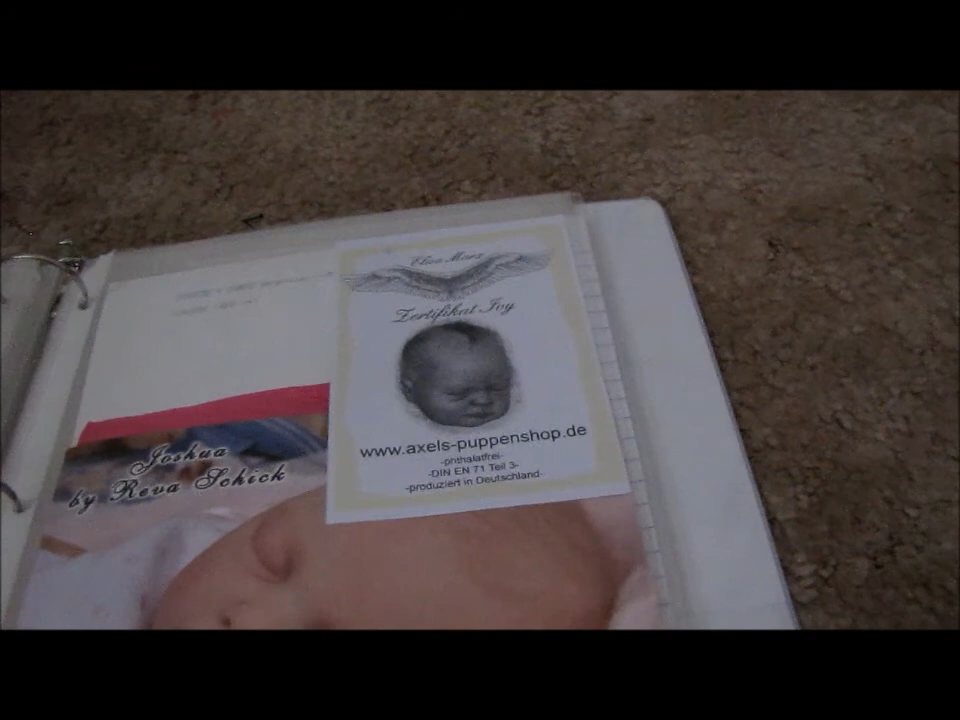 Elisa Marx
Zertifikat Joy
www.axels-puppenshop.de
-phthalatfrei-
-DIN EN 71 Teil 3-
-produziert in Deutschland-
Joshua
by Reva Schick